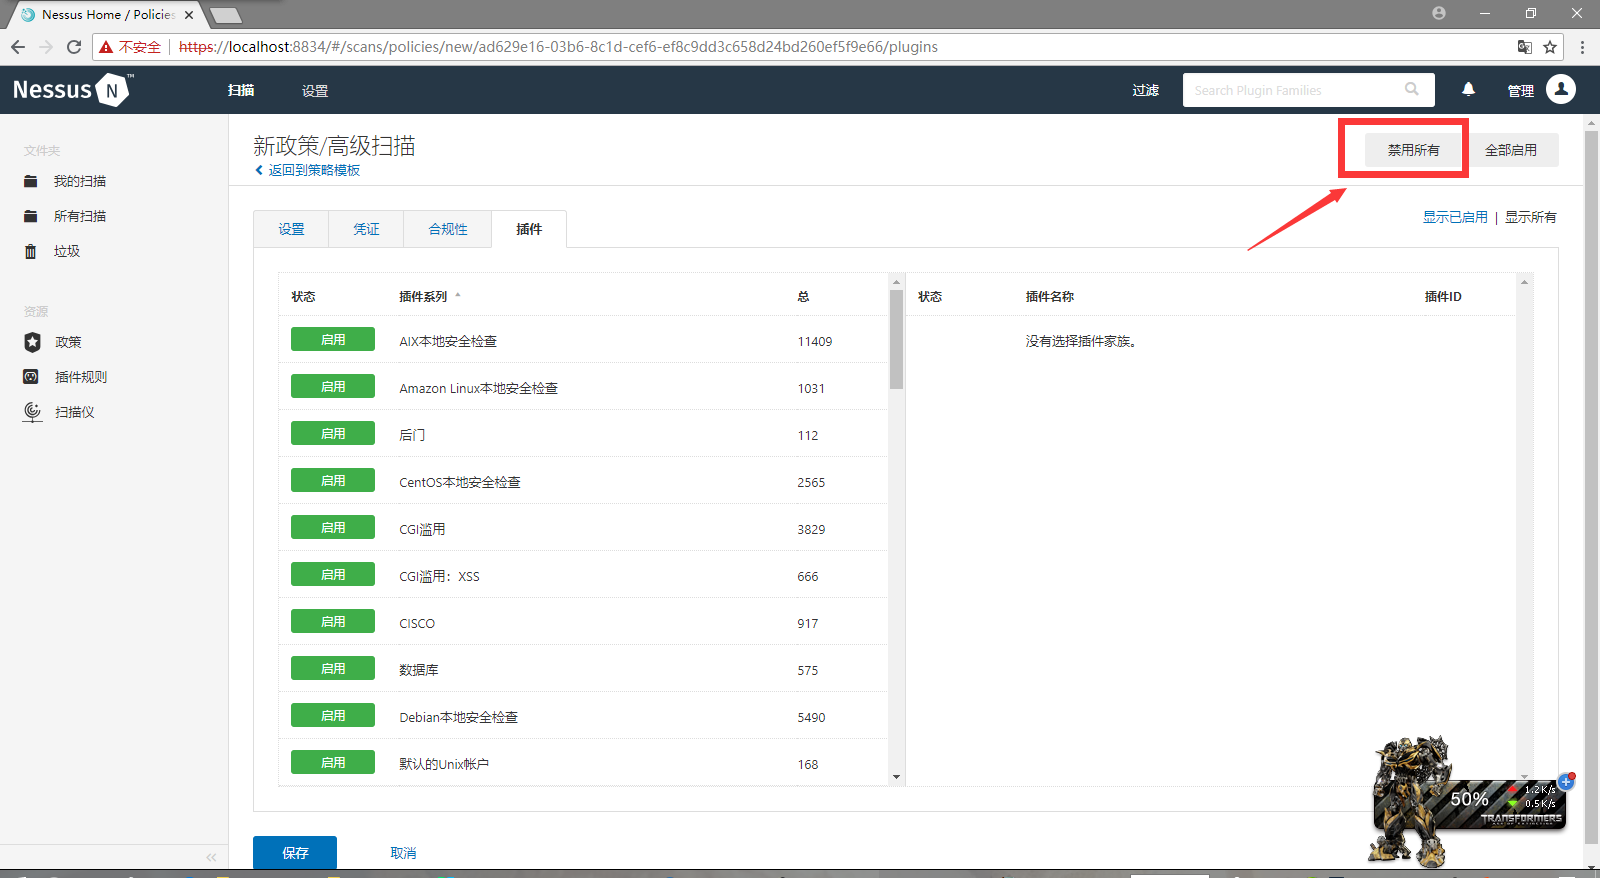 Nessus Home / Policies
不安全 https://localhost:8834/#/scans/policies/new/ad629e16-03b6-8c1d-cef6-ef8c9dd3c658d24bd260ef5f9e66/plugins
Nessus N ™ 扫描 设置 过滤 Search Plugin Families 管理
文件夹
我的扫描
所有扫描
垃圾
资源
政策
插件规则
扫描仪
新政策/高级扫描
返回到策略模板
禁用所有 全部启用
设置 凭证 合规性 插件
显示已启用 | 显示所有
状态 插件系列 总 状态 插件名称 插件ID
启用 AIX本地安全检查 11409 没有选择插件家族。
启用 Amazon Linux本地安全检查 1031
启用 后门 112
启用 CentOS本地安全检查 2565
启用 CGI滥用 3829
启用 CGI滥用：XSS 666
启用 CISCO 917
启用 数据库 575
启用 Debian本地安全检查 5490
启用 默认的Unix帐户 168
50% 1.2K/s
0.5K/s
TRANSFORMERS
保存 取消